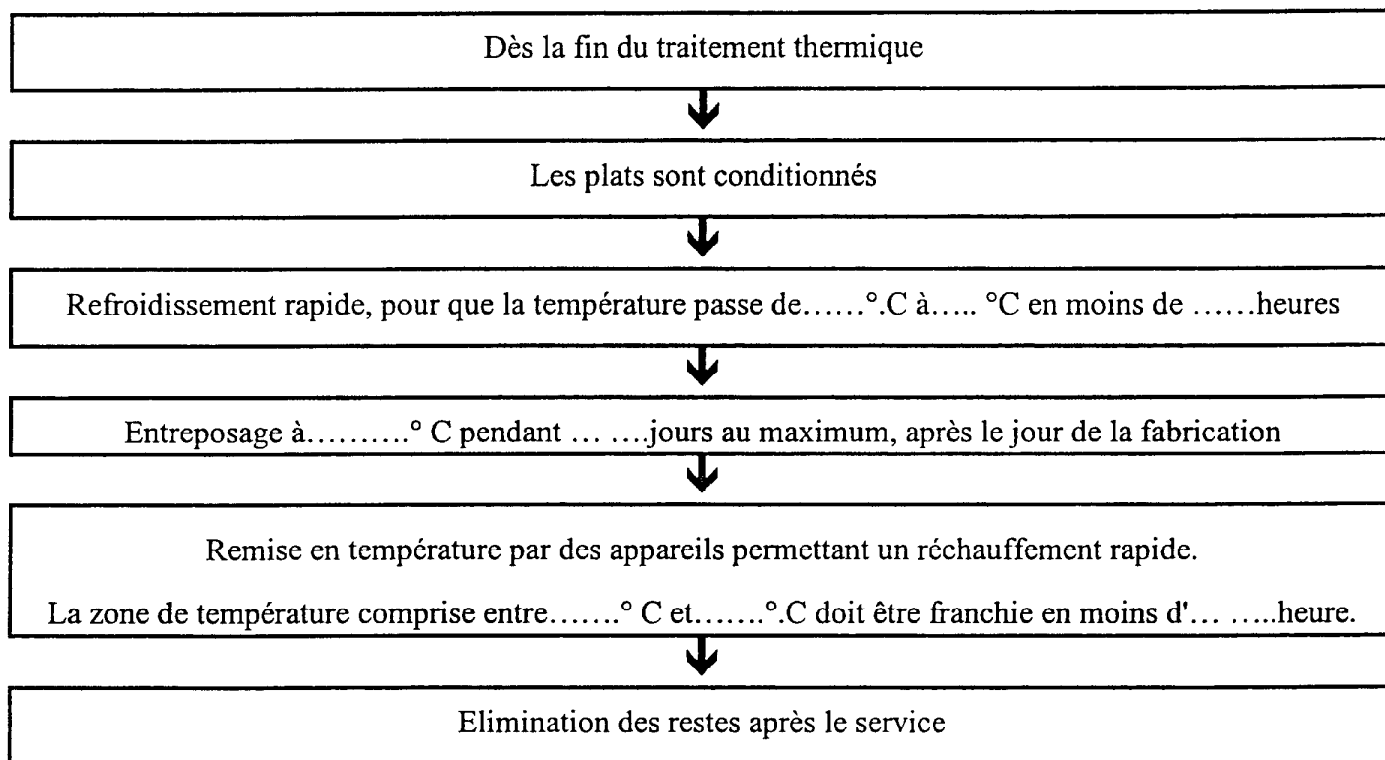 Dès la fin du traitement thermique
Les plats sont conditionnés
Refroidissement rapide, pour que la température passe de……°.C à….. °C en moins de ……heures
Entreposage à……….° C pendant … ….jours au maximum, après le jour de la fabrication
Remise en température par des appareils permettant un réchauffement rapide.
La zone de température comprise entre…….° C et…….°.C doit être franchie en moins d'… …..heure.
Elimination des restes après le service